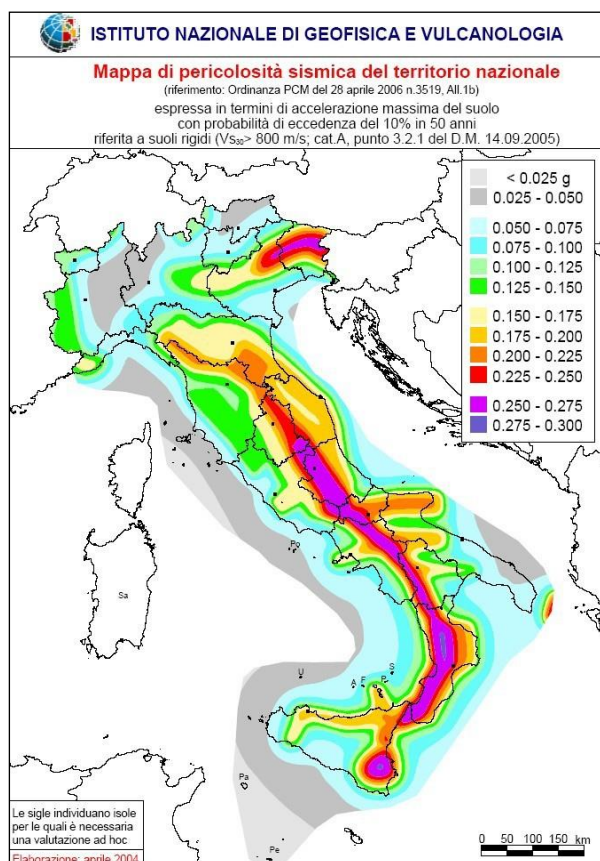 ISTITUTO NAZIONALE DI GEOFISICA E VULCANOLOGIA
Mappa di pericolosità sismica del territorio nazionale
(riferimento: Ordinanza PCM del 28 aprile 2006 n.3519, All.1b)
espressa in termini di accelerazione massima del suolo
con probabilità di eccedenza del 10% in 50 anni
riferita a suoli rigidi (Vs30> 800 m/s; cat.A, punto 3.2.1 del D.M. 14.09.2005)
< 0.025 g
0.025 - 0.050
0.050 - 0.075
0.075 - 0.100
0.100 - 0.125
0.125 - 0.150
0.150 - 0.175
0.175 - 0.200
0.200 - 0.225
0.225 - 0.250
0.250 - 0.275
0.275 - 0.300
Po
Sa
U
A
F
P
S
Pa
Pe
Le sigle individuano isole
per le quali è necessaria
una valutazione ad hoc
Elaborazione: aprile 2004
0 50 100 150 km